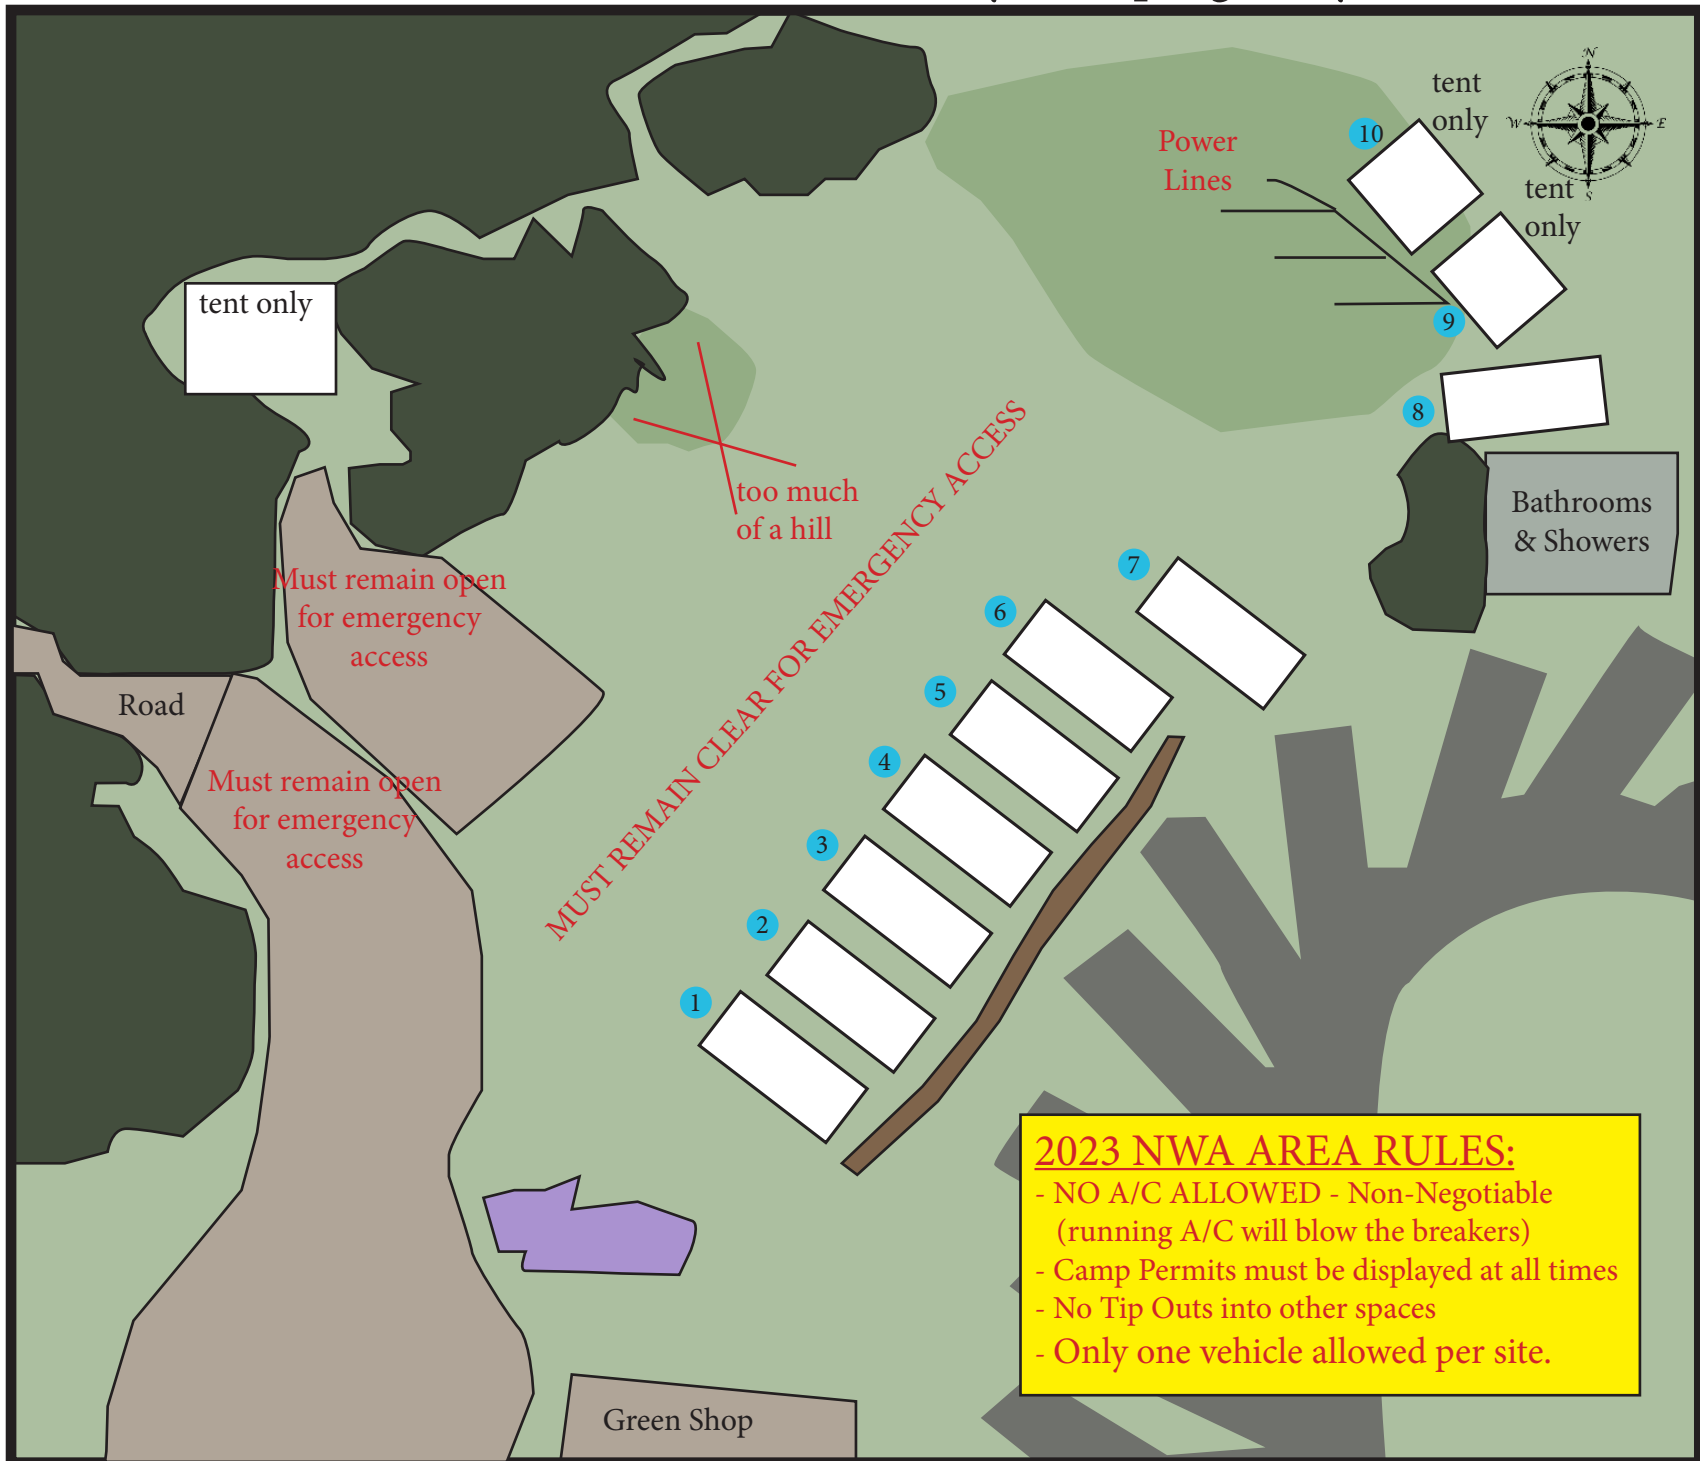 tent
only
N
W
E
S
10
Power
Lines
tent
only
tent only
9
8
too much
of a hill
Bathrooms
& Showers
MUST REMAIN CLEAR FOR EMERGENCY ACCESS
7
Must remain open
for emergency
access
6
5
Road
4
Must remain open
for emergency
access
3
2
1
2023 NWA AREA RULES:
- NO A/C ALLOWED - Non-Negotiable
(running A/C will blow the breakers)
- Camp Permits must be displayed at all times
- No Tip Outs into other spaces
- Only one vehicle allowed per site.
Green Shop